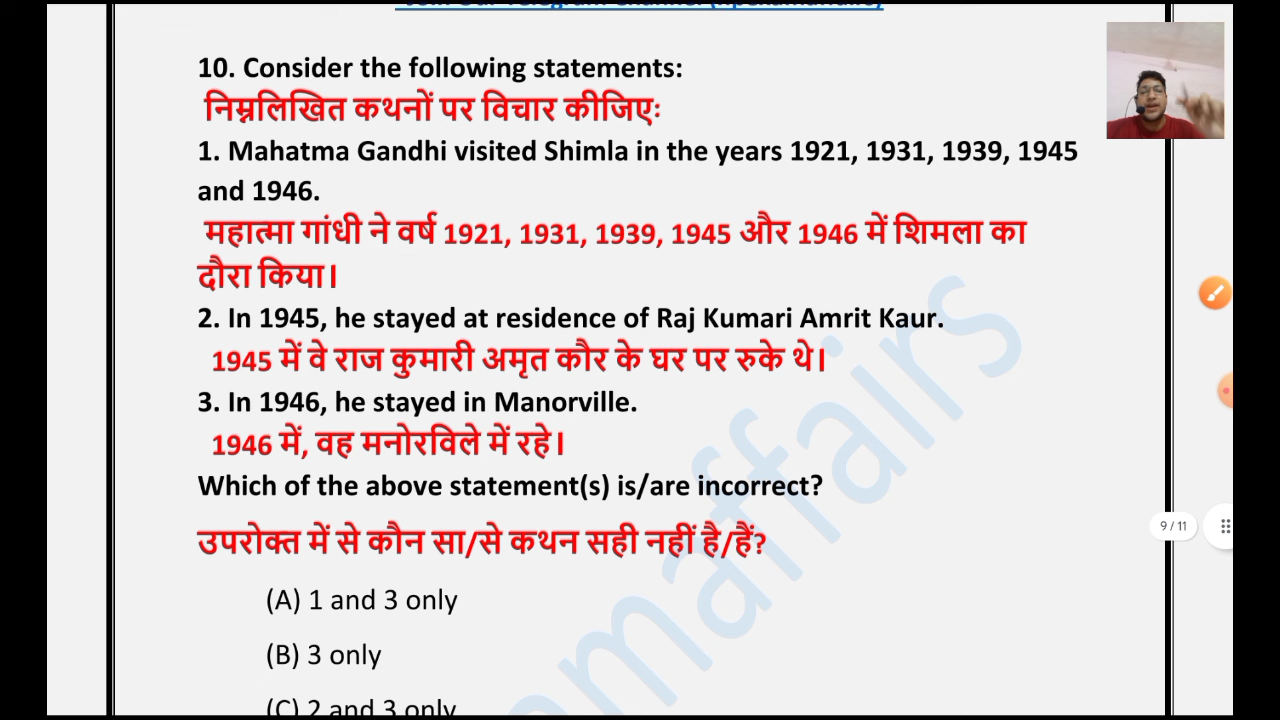 10. Consider the following statements:
निम्नलिखित कथनों पर विचार कीजिएः
1. Mahatma Gandhi visited Shimla in the years 1921, 1931, 1939, 1945
and 1946.
महात्मा गांधी ने वर्ष 1921, 1931, 1939, 1945 और 1946 में शिमला का
दौरा किया।
2. In 1945, he stayed at residence of Raj Kumari Amrit Kaur.
1945 में वे राज कुमारी अमृत कौर के घर पर रुके थे।
3. In 1946, he stayed in Manorville.
1946 में, वह मनोरविले में रहे।
Which of the above statement(s) is/are incorrect?
उपरोक्त में से कौन सा/से कथन सही नहीं है/हैं?
(A) 1 and 3 only
(B) 3 only
(C) 2 and 3 only
9 / 11